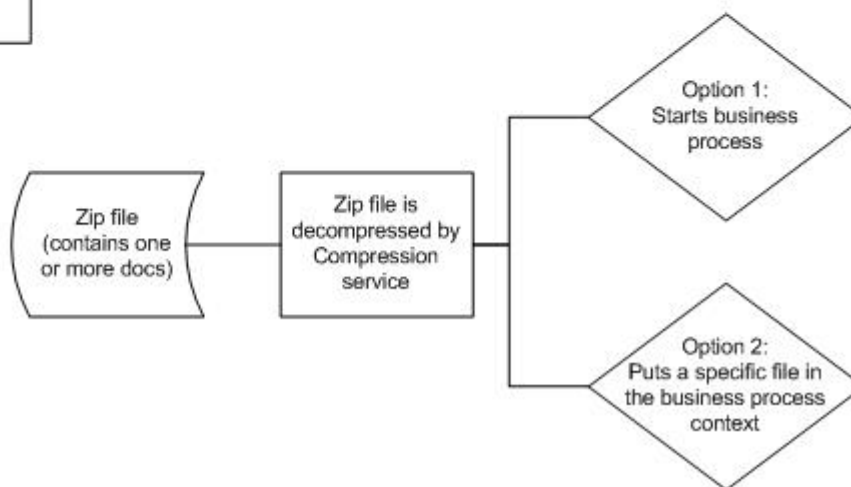 Zip file
(contains one
or more docs)
Zip file is
decompressed by
Compression
service
Option 1:
Starts business
process
Option 2:
Puts a specific file in
the business process
context